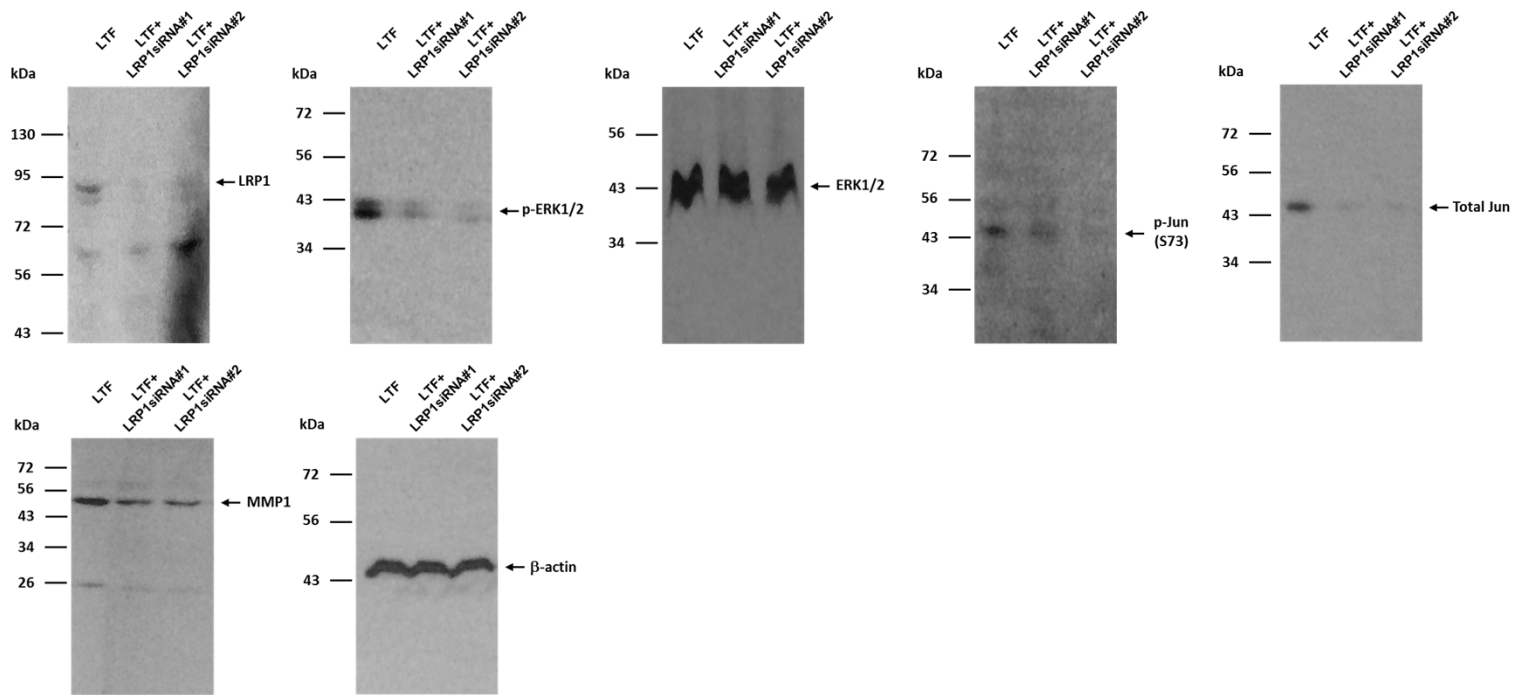 LTF
LTF+
LRP1siRNA#1
LTF+
LRP1siRNA#2
kDa
130
95
72
56
43
LRP1
LTF
LTF+
LRP1siRNA#1
LTF+
LRP1siRNA#2
kDa
72
56
43
34
p-ERK1/2
LTF
LTF+
LRP1siRNA#1
LTF+
LRP1siRNA#2
kDa
56
43
34
ERK1/2
LTF
LTF+
LRP1siRNA#1
LTF+
LRP1siRNA#2
kDa
72
56
43
34
p-Jun
(S73)
LTF
LTF+
LRP1siRNA#1
LTF+
LRP1siRNA#2
kDa
72
56
43
34
Total Jun
LTF
LTF+
LRP1siRNA#1
LTF+
LRP1siRNA#2
kDa
72
56
43
34
26
MMP1
LTF
LTF+
LRP1siRNA#1
LTF+
LRP1siRNA#2
kDa
72
56
43
β-actin